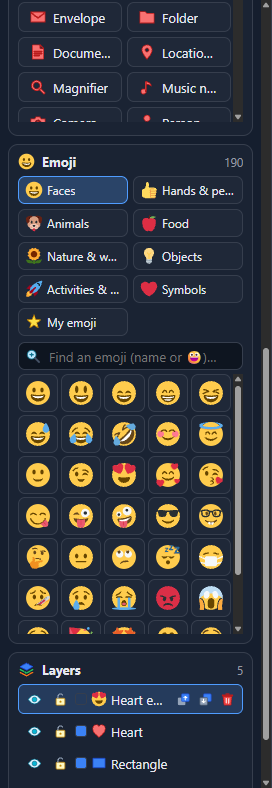 Envelope Folder
Docume... Locatio...
Magnifier Music n...
Emoji 190
Faces Hands & pe...
Animals Food
Nature & w... Objects
Activities & ... Symbols
My emoji
Find an emoji (name or 😀)...
Layers 5
Heart e...
Heart
Rectangle